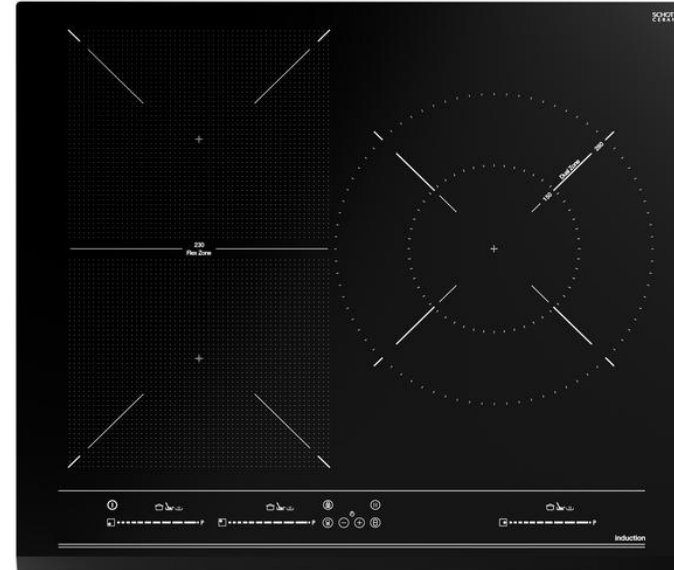 SCHOTT
CERAN
Dual Zone
280
150
230
Flex Zone
P
P
P
induction